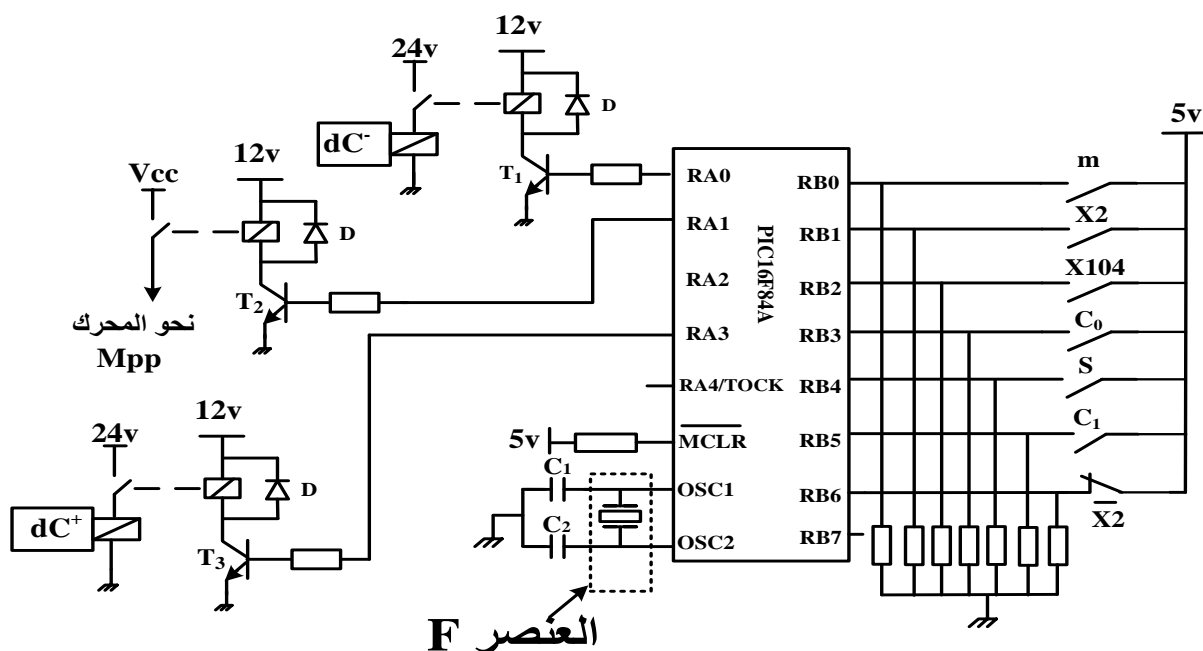 12v
24v
D
dC⁻
T₁
5v
m
X2
X104
C₀
S
C₁
X̅2̅
12v
Vcc
D
T₂
نحو المحرك
Mpp
24v
12v
D
dC⁺
T₃
PIC16F84A
RA0
RA1
RA2
RA3
RA4/TOCK
M̅C̅L̅R̅
OSC1
OSC2
RB0
RB1
RB2
RB3
RB4
RB5
RB6
RB7
5v
C₁
C₂
العنصر F